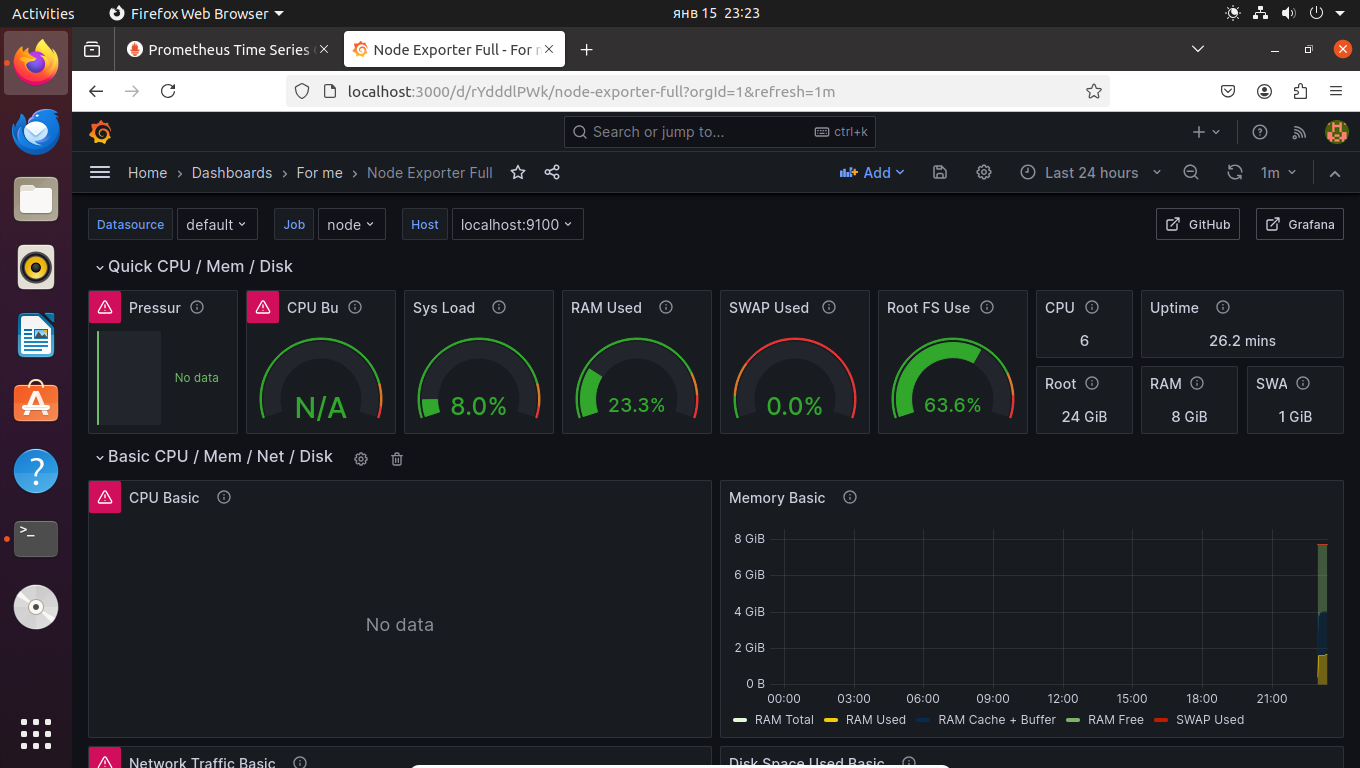 Activities Firefox Web Browser янв 15 23:23
Prometheus Time Series Node Exporter Full - For
localhost:3000/d/rYdddlPWk/node-exporter-full?orgId=1&refresh=1m
Search or jump to... ctrl+k
Home › Dashboards › For me › Node Exporter Full Add Last 24 hours 1m
Datasource default Job node Host localhost:9100 GitHub Grafana
Quick CPU / Mem / Disk
Pressur CPU Bu Sys Load RAM Used SWAP Used Root FS Use CPU Uptime
6 26.2 mins
No data N/A 8.0% 23.3% 0.0% 63.6%
Root RAM SWA
24 GiB 8 GiB 1 GiB
Basic CPU / Mem / Net / Disk
CPU Basic
No data
Memory Basic
8 GiB
6 GiB
4 GiB
2 GiB
0 B
00:00 03:00 06:00 09:00 12:00 15:00 18:00 21:00
RAM Total RAM Used RAM Cache + Buffer RAM Free SWAP Used
Network Traffic Basic Disk Space Used Basic